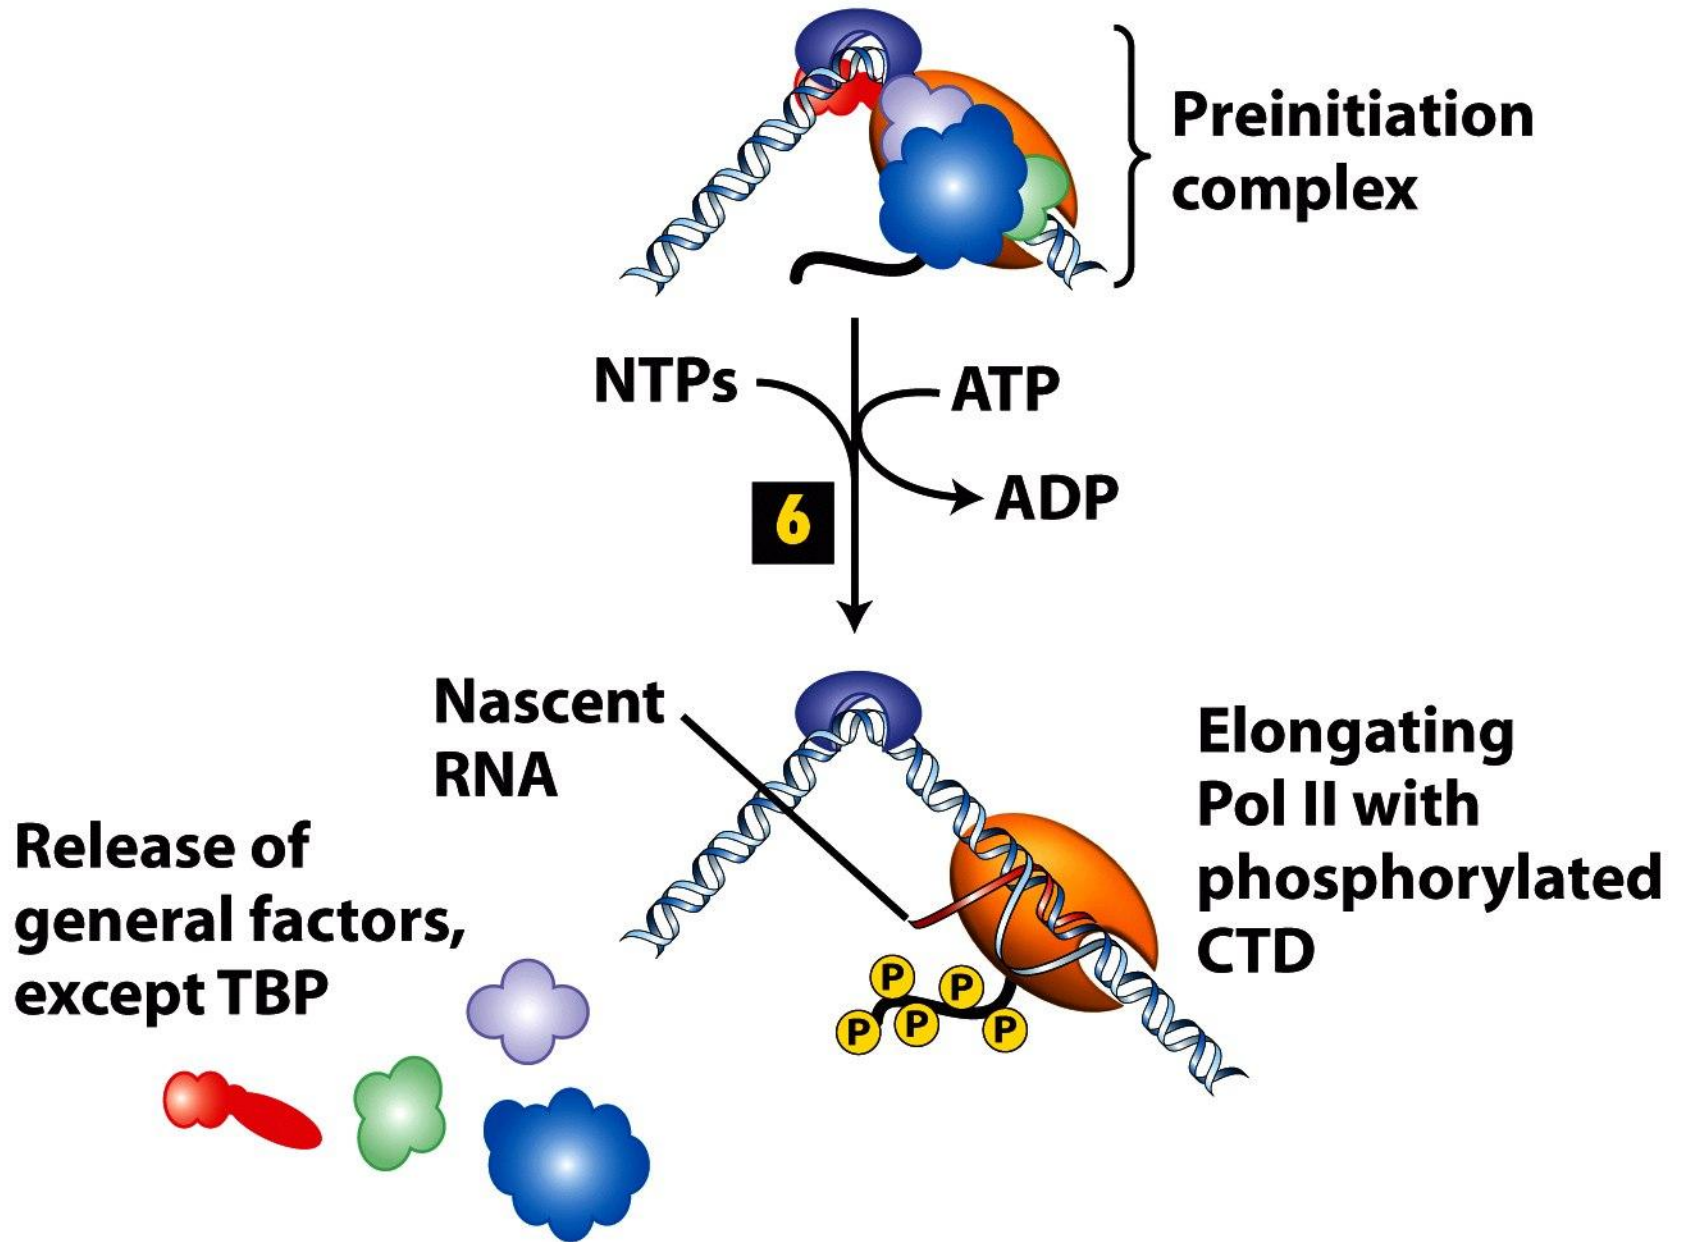 Preinitiation
complex
NTPs
ATP
ADP
6
Nascent
RNA
Elongating
Pol II with
phosphorylated
CTD
Release of
general factors,
except TBP
P
P
P
P
P